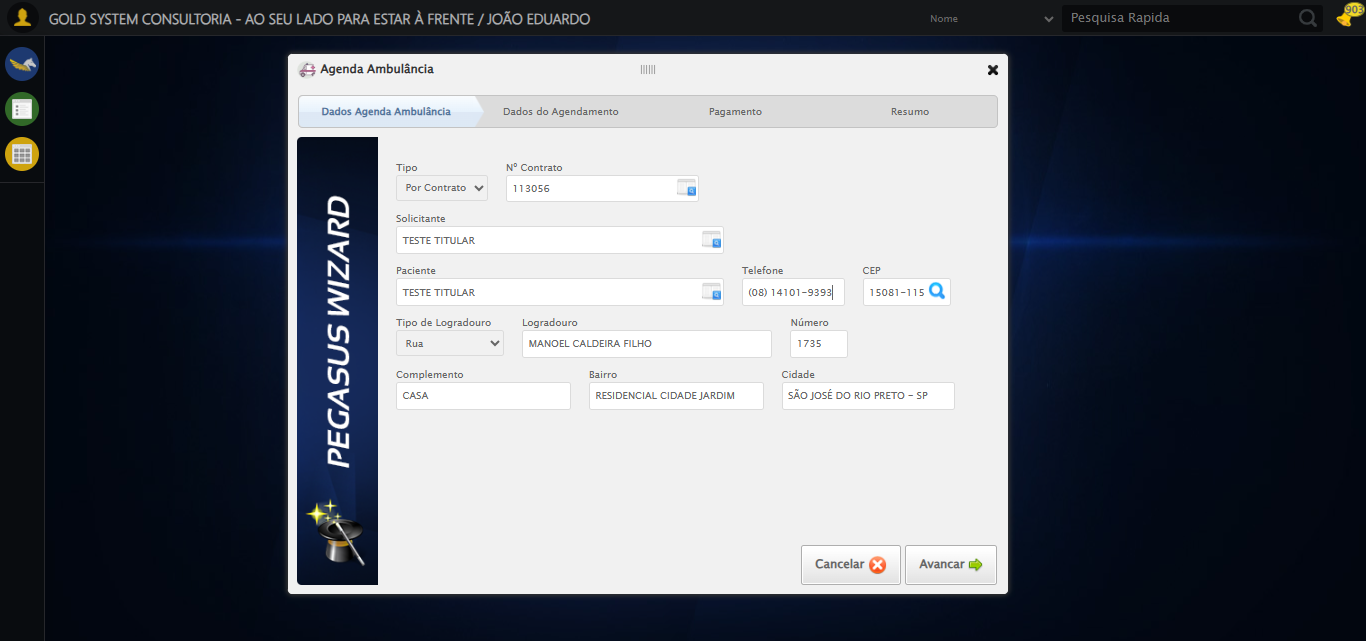 GOLD SYSTEM CONSULTORIA - AO SEU LADO PARA ESTAR À FRENTE / JOÃO EDUARDO
Nome
Pesquisa Rapida
903
Agenda Ambulância
Dados Agenda Ambulância
Dados do Agendamento
Pagamento
Resumo
PEGASUS WIZARD
Tipo
Nº Contrato
Por Contrato
113056
Solicitante
TESTE TITULAR
Paciente
Telefone
CEP
TESTE TITULAR
(08) 14101-9393
15081-115
Tipo de Logradouro
Logradouro
Número
Rua
MANOEL CALDEIRA FILHO
1735
Complemento
Bairro
Cidade
CASA
RESIDENCIAL CIDADE JARDIM
SÃO JOSÉ DO RIO PRETO - SP
Cancelar
Avancar